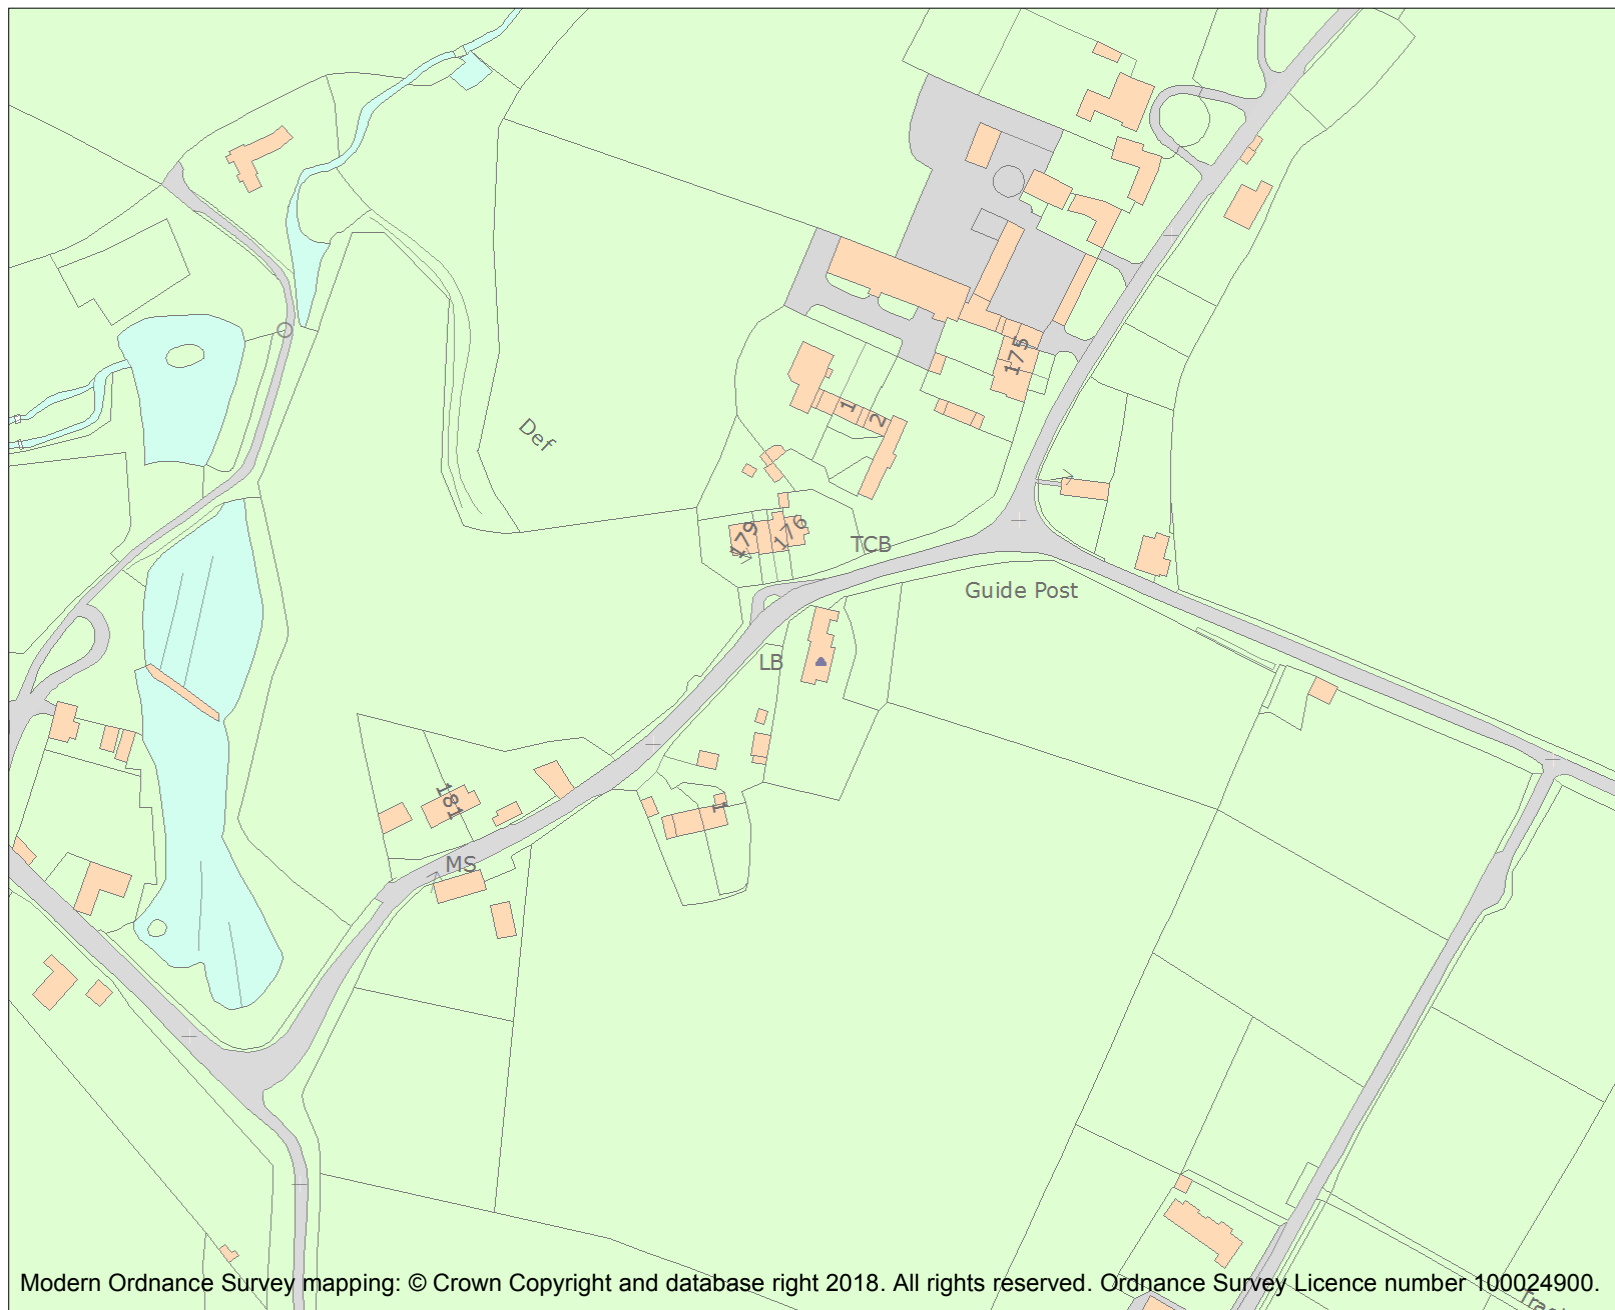 175
1
2
Def
179
176
TCB
Guide Post
LB
181
1
MS
Modern Ordnance Survey mapping: © Crown Copyright and database right 2018. All rights reserved. Ordnance Survey Licence number 100024900.